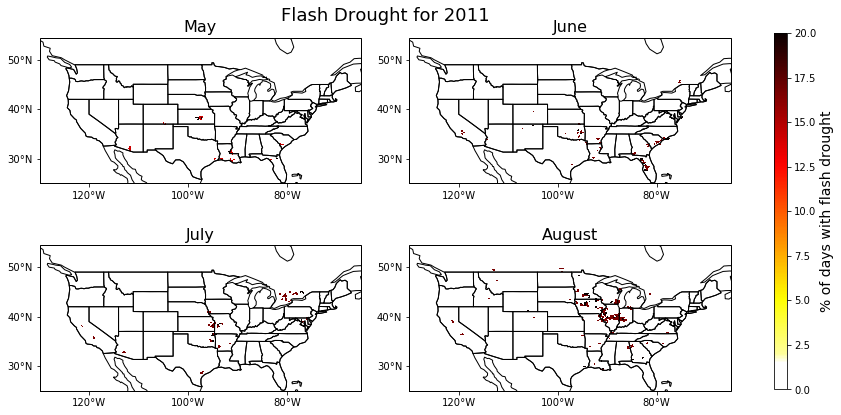 Flash Drought for 2011
May
June
50°N
40°N
30°N
120°W
100°W
80°W
50°N
40°N
30°N
120°W
100°W
80°W
July
August
50°N
40°N
30°N
120°W
100°W
80°W
50°N
40°N
30°N
120°W
100°W
80°W
20.0
17.5
15.0
12.5
10.0
7.5
5.0
2.5
0.0
% of days with flash drought